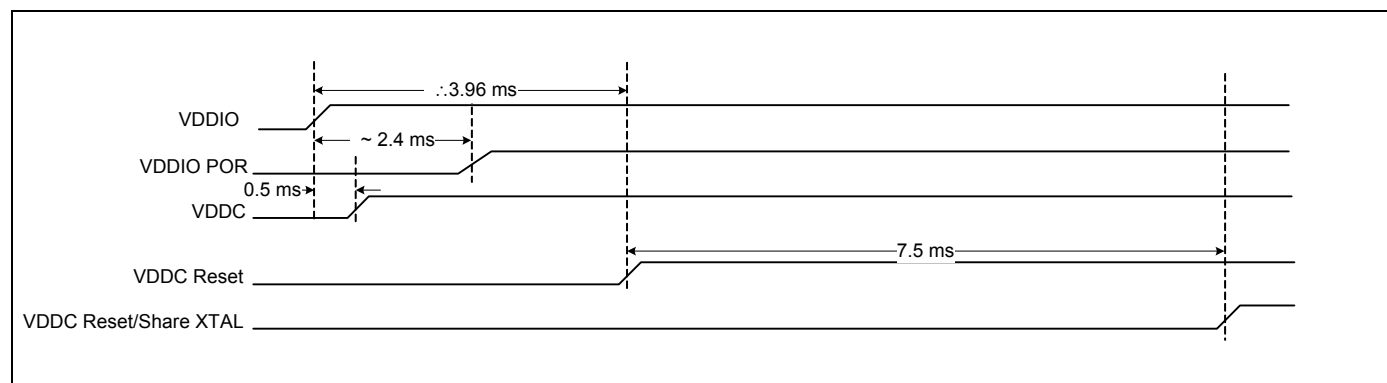 ∴3.96 ms
VDDIO
~ 2.4 ms
VDDIO POR
0.5 ms
VDDC
7.5 ms
VDDC Reset
VDDC Reset/Share XTAL